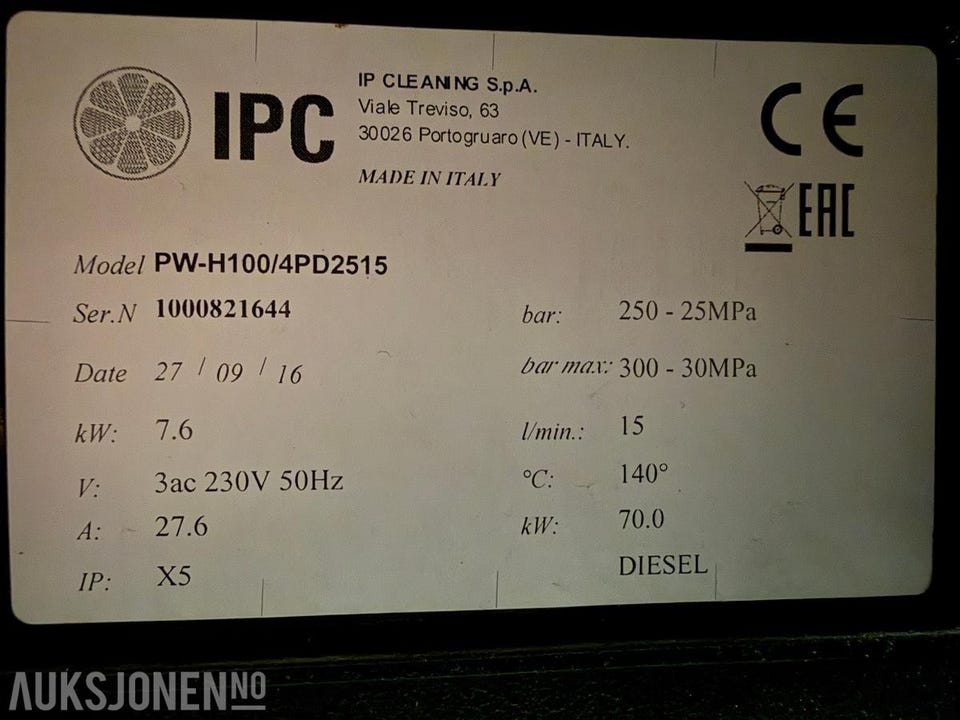 IPC
IP CLEANING S.p.A.
Viale Treviso, 63
30026 Portogruaro (VE) - ITALY.
MADE IN ITALY
CE
EAC
Model PW-H100/4PD2515
Ser.N 1000821644
Date 27 / 09 / 16
kW: 7.6
V: 3ac 230V 50Hz
A: 27.6
IP: X5
bar: 250 - 25MPa
bar max: 300 - 30MPa
l/min.: 15
°C: 140°
kW: 70.0
DIESEL
AUKSJONEN NO